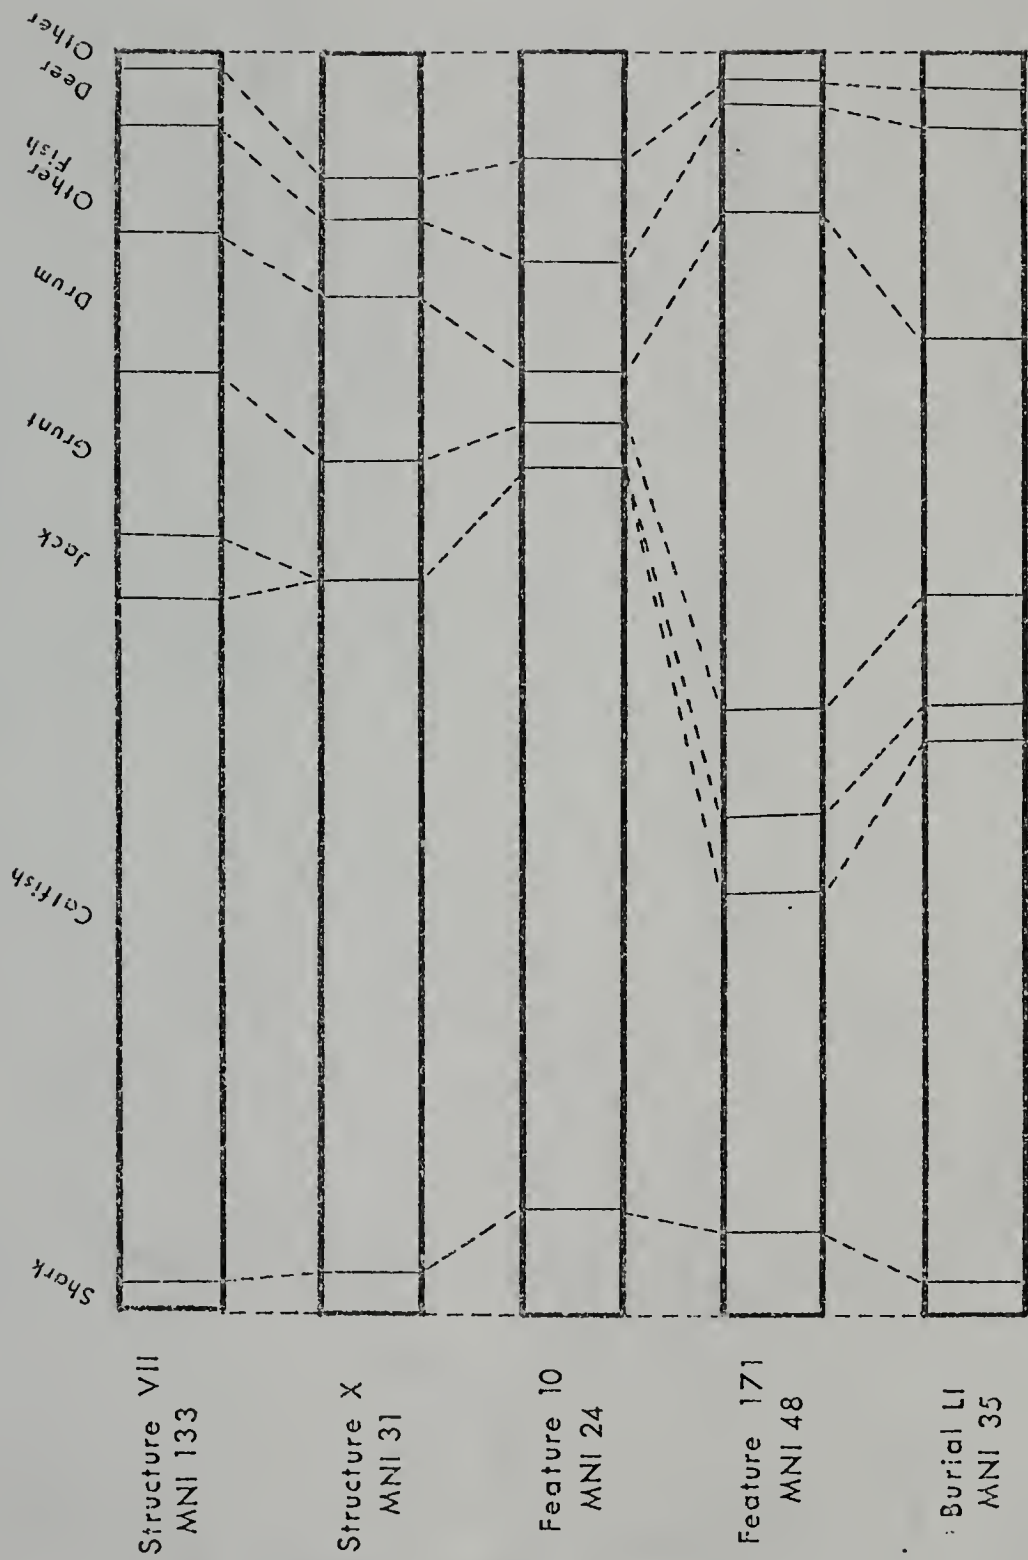 Other
Deer
Other
Fish
Drum
Grunt
Jack
Catfish
Shark
Structure VII
MNI 133
Structure X
MNI 31
Feature 10
MNI 24
Feature 171
MNI 48
Burial LI
MNI 35